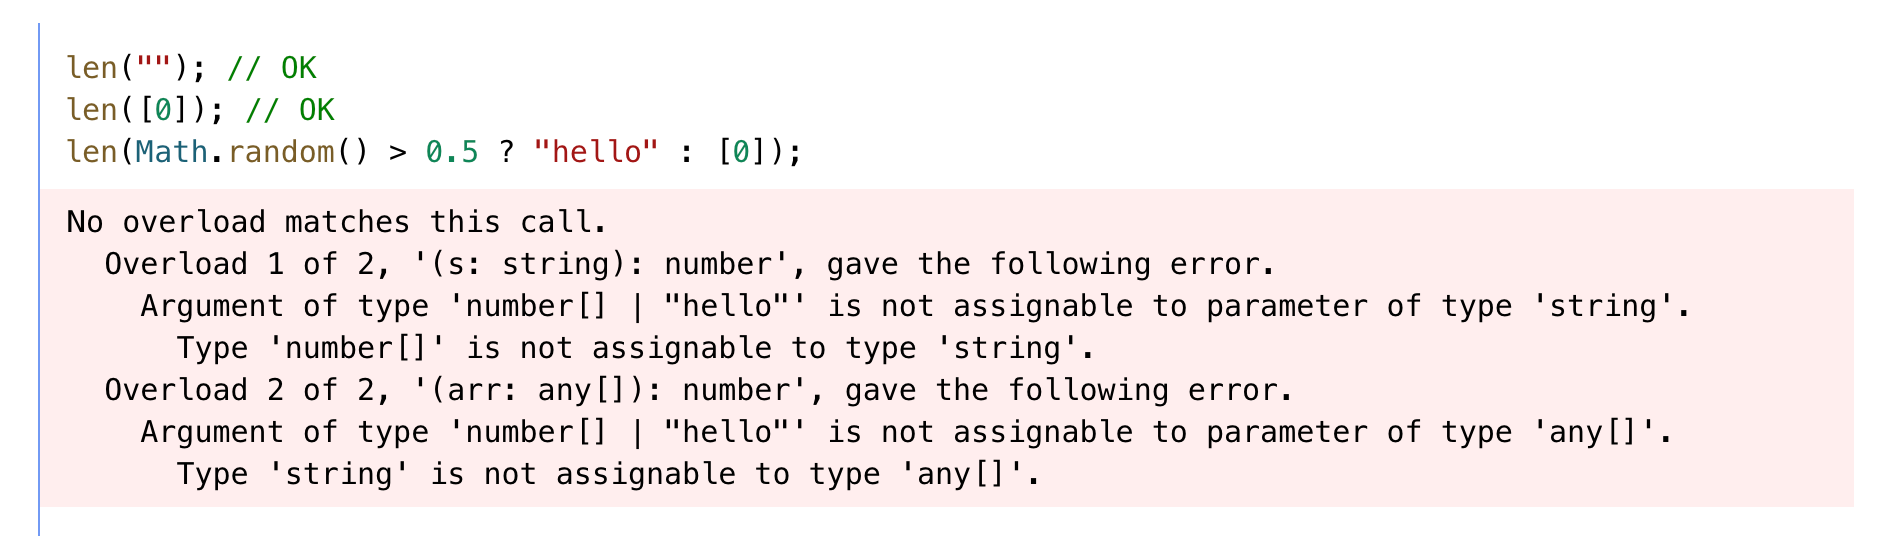 len(""); // OK
len([0]); // OK
len(Math.random() > 0.5 ? "hello" : [0]);
No overload matches this call.
Overload 1 of 2, '(s: string): number', gave the following error.
Argument of type 'number[] | "hello"' is not assignable to parameter of type 'string'.
Type 'number[]' is not assignable to type 'string'.
Overload 2 of 2, '(arr: any[]): number', gave the following error.
Argument of type 'number[] | "hello"' is not assignable to parameter of type 'any[]'.
Type 'string' is not assignable to type 'any[]'.